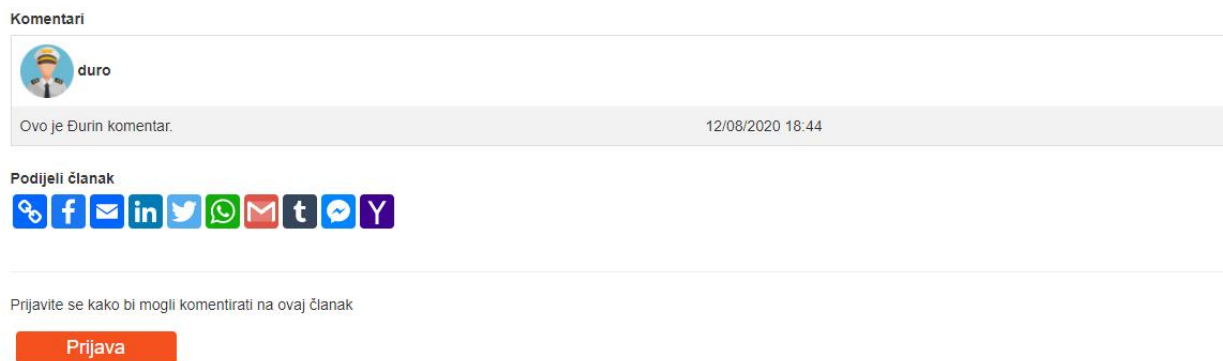 Komentari
duro
Ovo je Đurin komentar. 12/08/2020 18:44
Podijeli članak
Prijavite se kako bi mogli komentirati na ovaj članak
Prijava